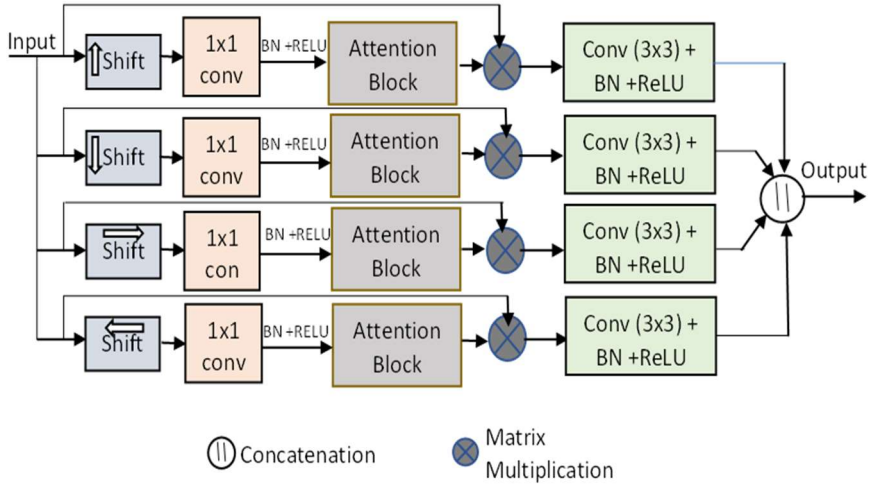 Input
Shift
1x1
conv
BN +RELU
Attention
Block
Conv (3x3) +
BN +ReLU
Shift
1x1
conv
BN +RELU
Attention
Block
Conv (3x3) +
BN +ReLU
Output
Shift
1x1
con
BN +RELU
Attention
Block
Conv (3x3) +
BN +ReLU
Shift
1x1
conv
BN +RELU
Attention
Block
Conv (3x3) +
BN +ReLU
|| Concatenation
Matrix
Multiplication